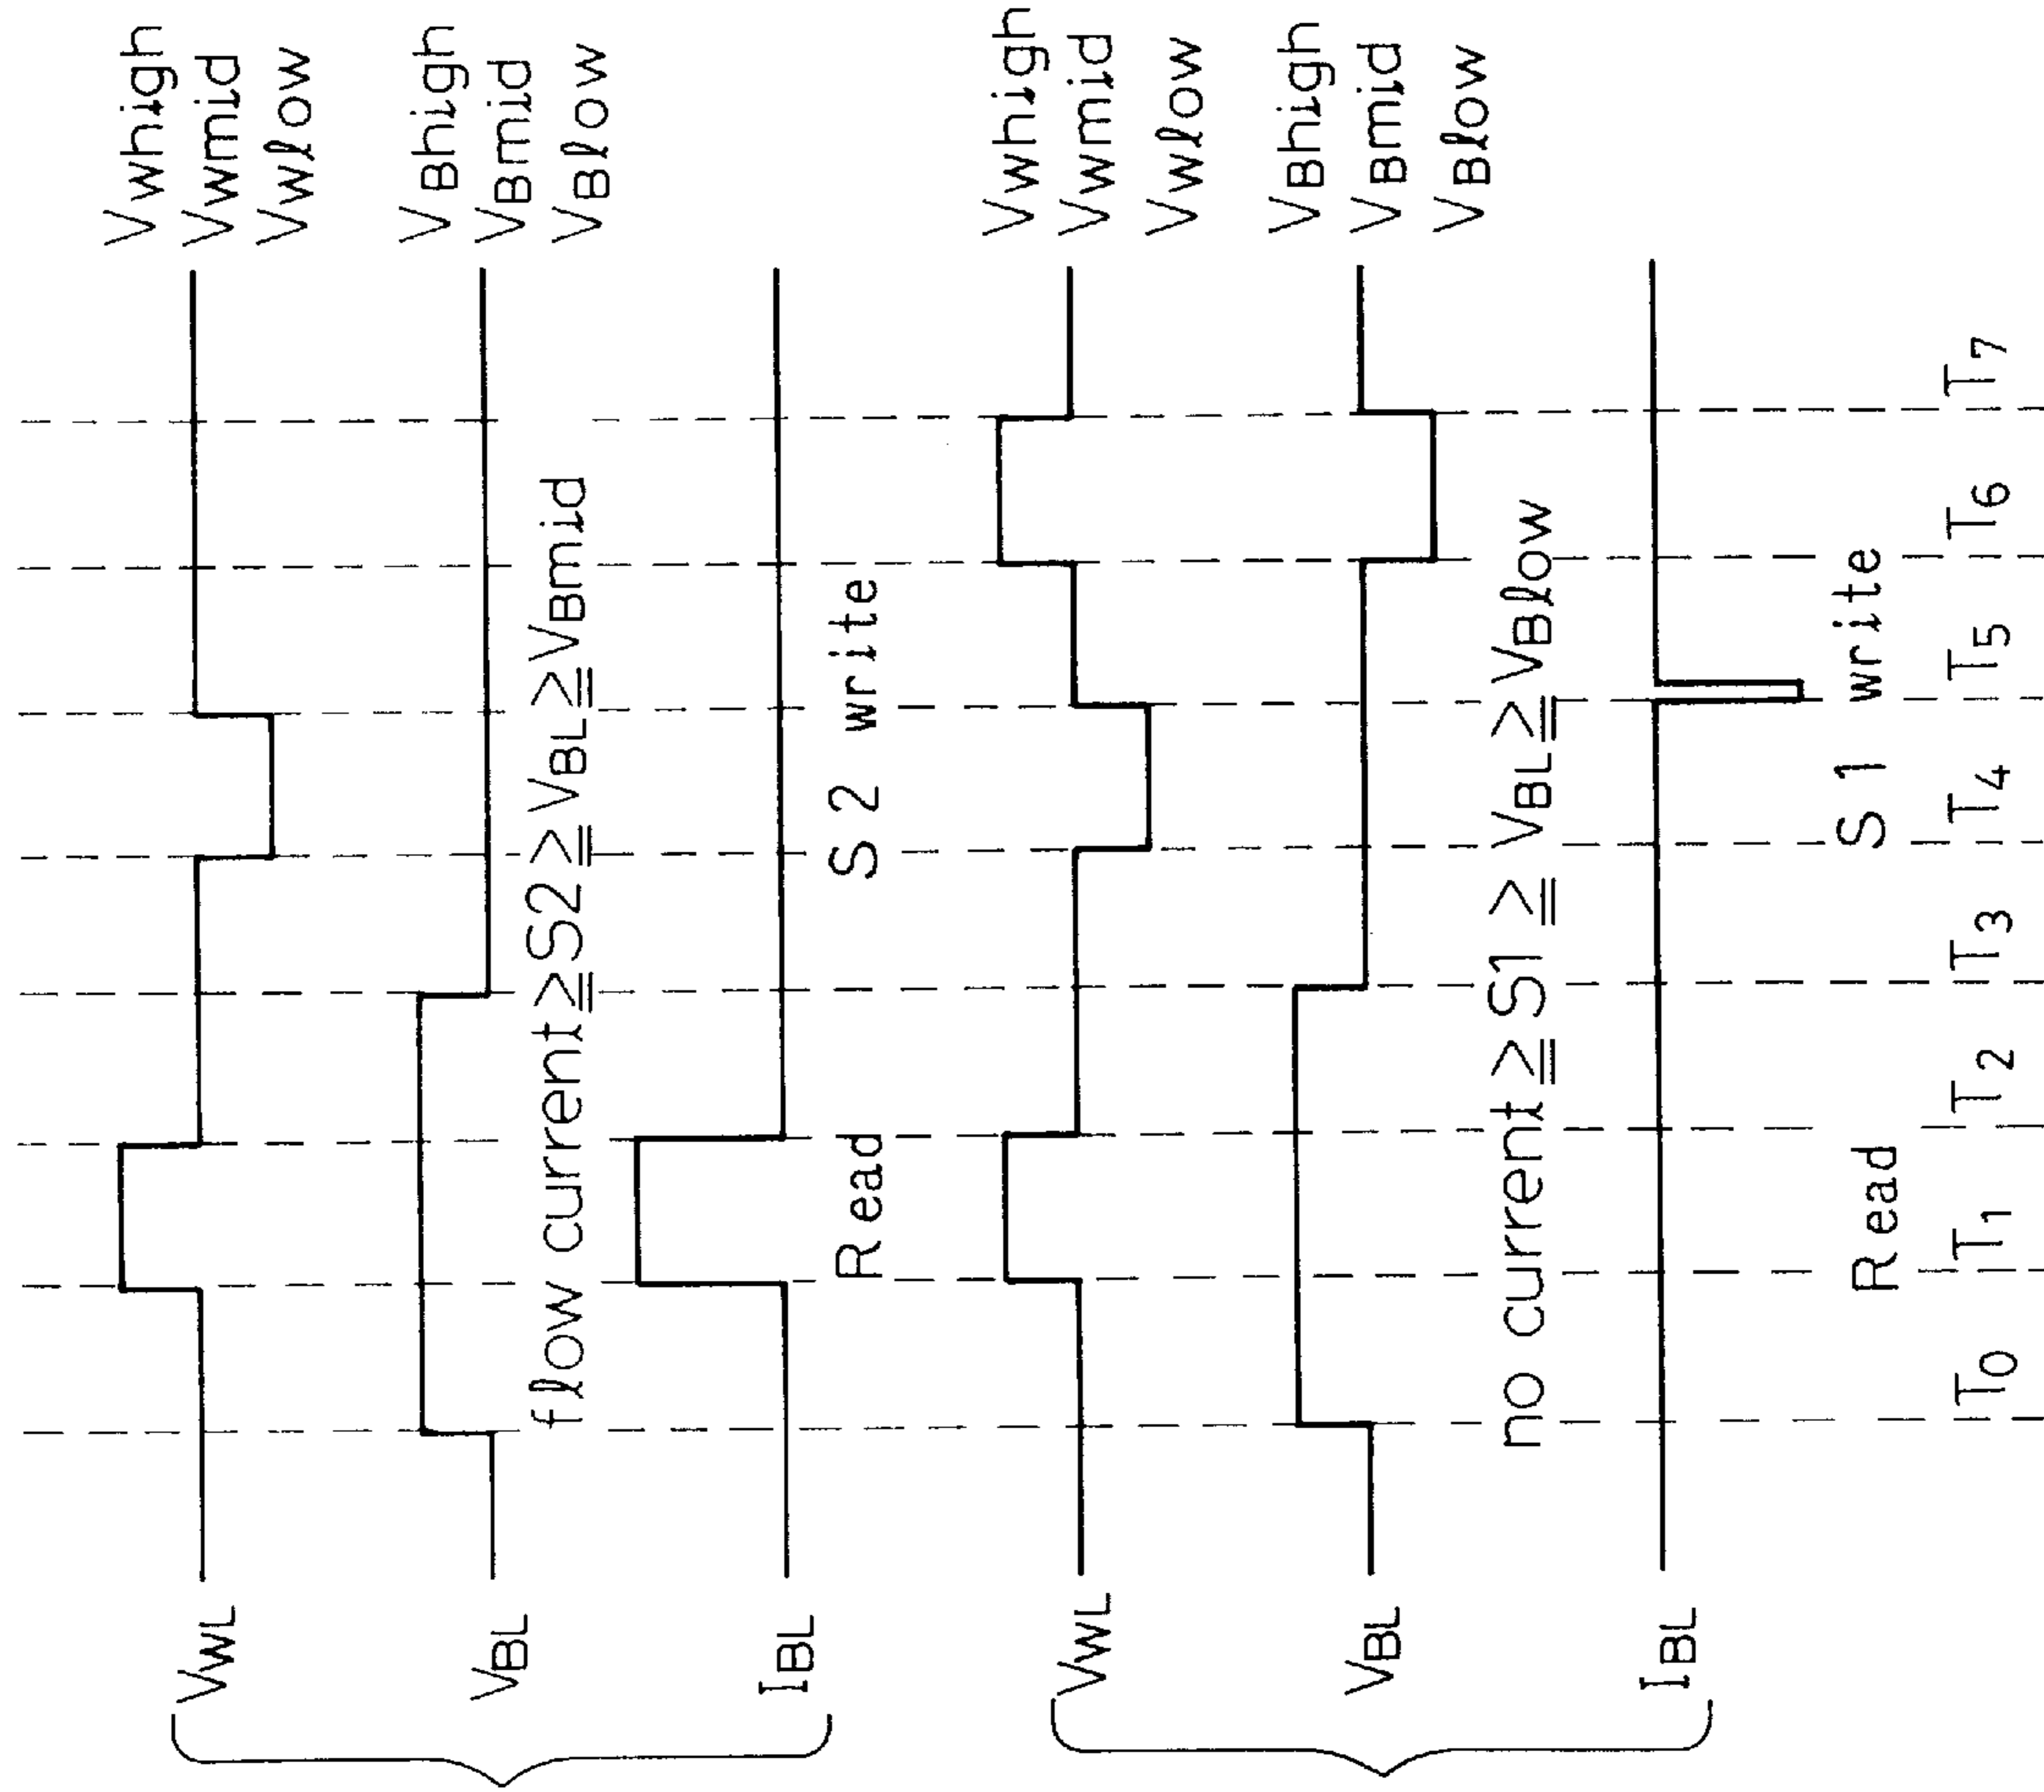 VWL
VWhigh
VWmid
VWlow
VBL
VBhigh
VBmid
VBlow
flow current≧S2≧VBL≧VBmid
IBL
Read
S2 write
VWL
VWhigh
VWmid
VWlow
VBL
VBhigh
VBmid
VBlow
no current≧S1≧VBL≧VBlow
IBL
Read
S1 write
T0 T1 T2 T3 T4 T5 T6 T7